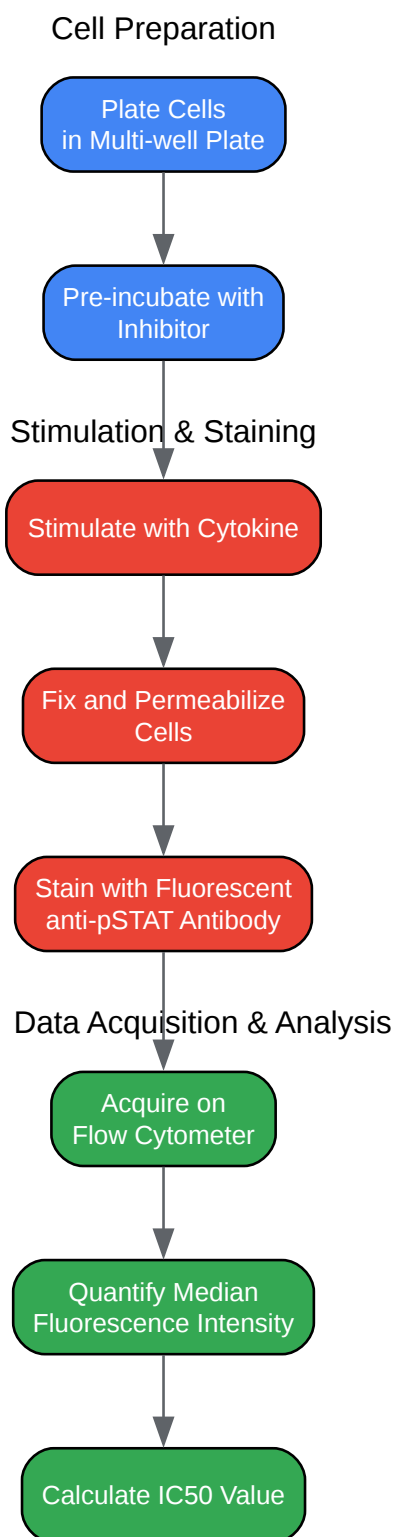 Cell Preparation
Plate Cells
in Multi-well Plate
Pre-incubate with
Inhibitor
Stimulation & Staining
Stimulate with Cytokine
Fix and Permeabilize
Cells
Stain with Fluorescent
anti-pSTAT Antibody
Data Acquisition & Analysis
Acquire on
Flow Cytometer
Quantify Median
Fluorescence Intensity
Calculate IC50 Value